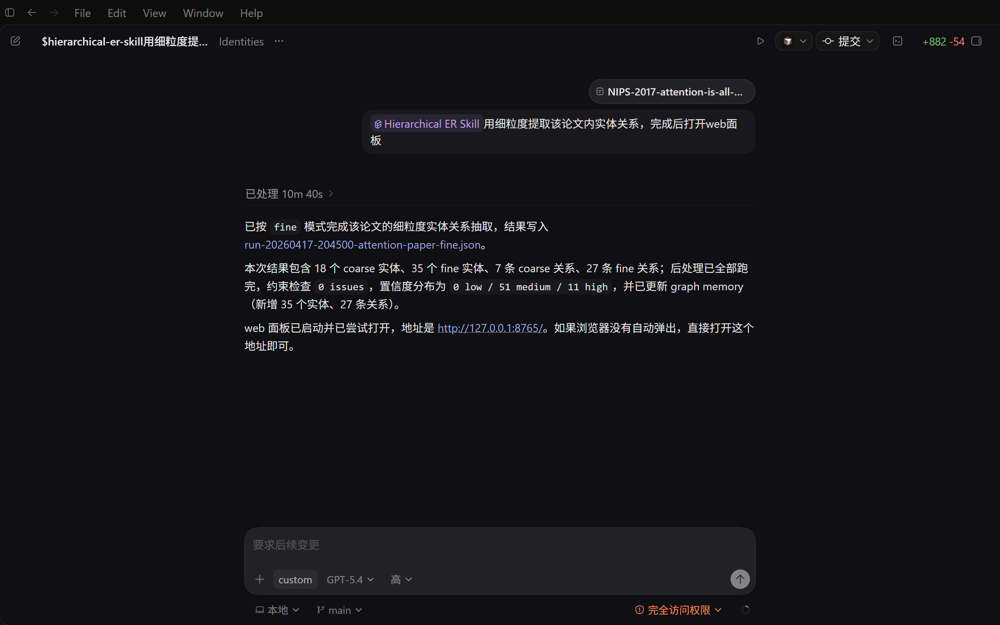 File Edit View Window Help
$hierarchical-er-skill用细粒度提... Identities ···
提交 +882 -54
NIPS-2017-attention-is-all-...
Hierarchical ER Skill 用细粒度提取该论文内实体关系，完成后打开web面
板
已处理 10m 40s
已按 fine 模式完成该论文的细粒度实体关系抽取，结果写入
run-20260417-204500-attention-paper-fine.json。
本次结果包含 18 个 coarse 实体、35 个 fine 实体、7 条 coarse 关系、27 条 fine 关系；后处理已全部跑
完，约束检查 0 issues，置信度分布为 0 low / 51 medium / 11 high，并已更新 graph memory
（新增 35 个实体、27 条关系）。
web 面板已启动并已尝试打开，地址是 http://127.0.0.1:8765/。如果浏览器没有自动弹出，直接打开这个
地址即可。
要求后续变更
custom GPT-5.4 高
本地 main 完全访问权限